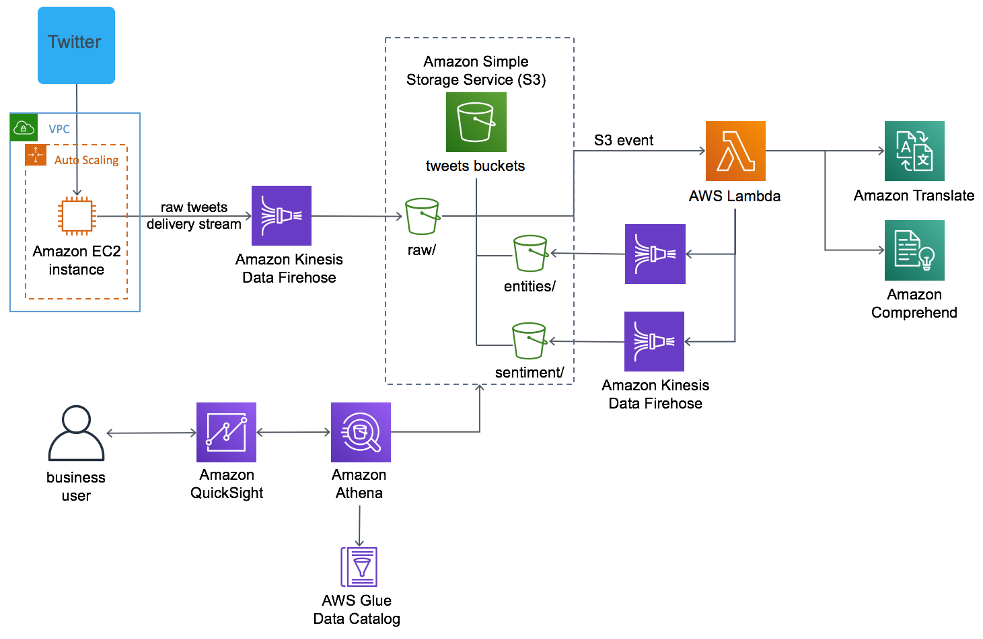 Twitter
VPC
Auto Scaling
Amazon EC2
instance
raw tweets
delivery stream
Amazon Kinesis
Data Firehose
Amazon Simple
Storage Service (S3)
tweets buckets
raw/
entities/
sentiment/
S3 event
AWS Lambda
Amazon Translate
Amazon
Comprehend
Amazon Kinesis
Data Firehose
business
user
Amazon
QuickSight
Amazon
Athena
AWS Glue
Data Catalog